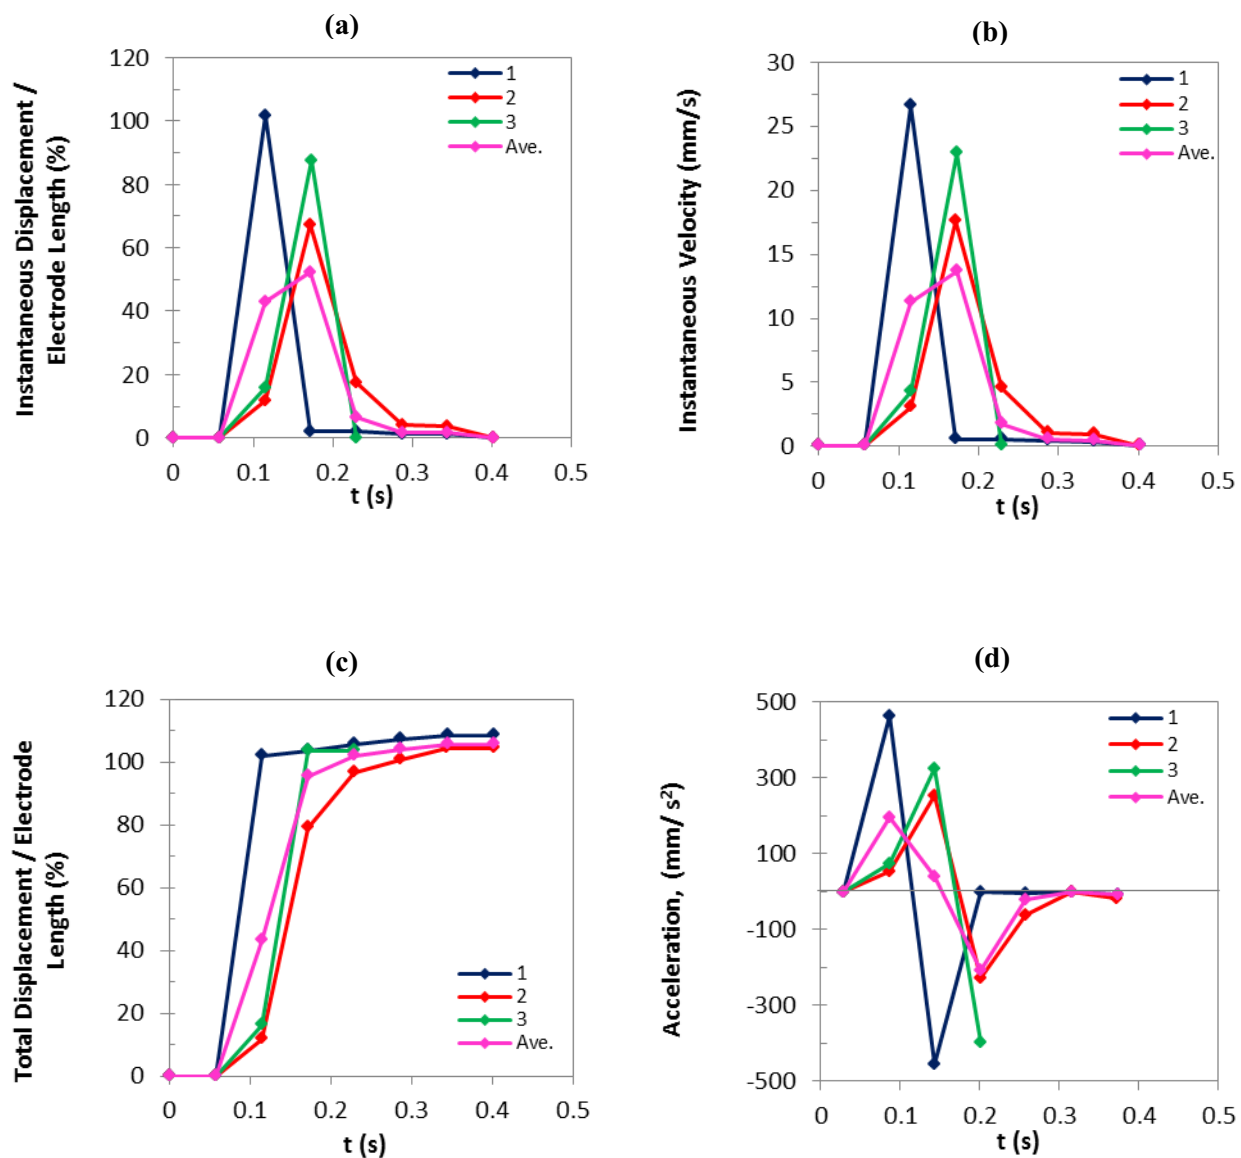 (a)
Instantaneous Displacement /
Electrode Length (%)
120
100
80
60
40
20
0
0 0.1 0.2 0.3 0.4 0.5
t (s)
1
2
3
Ave.
(b)
Instantaneous Velocity (mm/s)
30
25
20
15
10
5
0
0 0.1 0.2 0.3 0.4 0.5
t (s)
1
2
3
Ave.
(c)
Total Displacement / Electrode
Length (%)
120
100
80
60
40
20
0
0 0.1 0.2 0.3 0.4 0.5
t (s)
1
2
3
Ave.
(d)
Acceleration, (mm/ s²)
500
300
100
-100
-300
-500
0 0.1 0.2 0.3 0.4 0.5
t (s)
1
2
3
Ave.